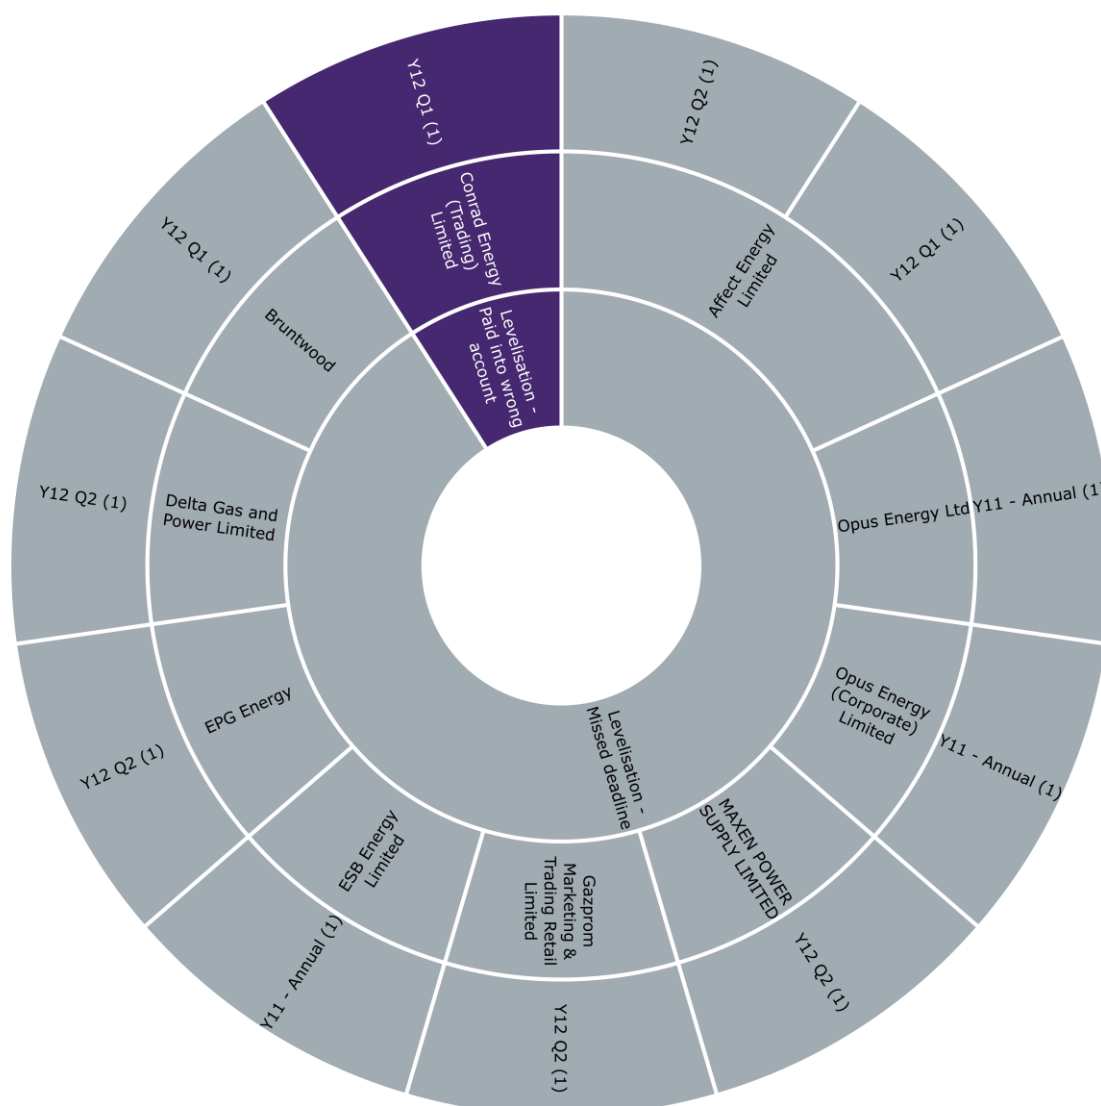 Y12 Q1 (1)
Conrad Energy
(Trading)
Limited
Levelisation -
Paid into wrong
account
Y12 Q2 (1)
Y12 Q1 (1)
Affect Energy
Limited
Y11 - Annual (1)
Opus Energy Ltd
Y11 - Annual (1)
Opus Energy
(Corporate)
Limited
Y12 Q2 (1)
MAXEN POWER
SUPPLY LIMITED
Levelisation -
Missed deadline
Y12 Q2 (1)
Gazprom
Marketing &
Trading Retail
Limited
Y11 - Annual (1)
ESB Energy
Limited
Y12 Q2 (1)
EPG Energy
Y12 Q2 (1)
Delta Gas and
Power Limited
Y12 Q1 (1)
Bruntwood